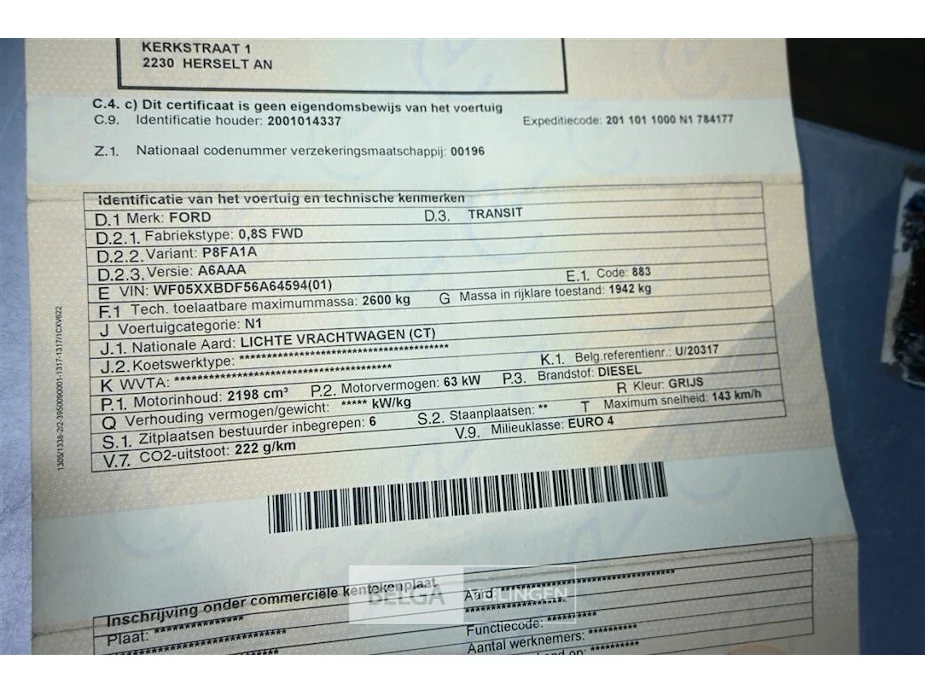 KERKSTRAAT 1
2230 HERSELT AN
C.4. c) Dit certificaat is geen eigendomsbewijs van het voertuig
C.9. Identificatie houder: 2001014337 Expeditiecode: 201 101 1000 N1 784177
Z.1. Nationaal codenummer verzekeringsmaatschappij: 00196
Identificatie van het voertuig en technische kenmerken
D.1 Merk: FORD D.3. TRANSIT
D.2.1. Fabriekstype: 0,8S FWD
D.2.2. Variant: P8FA1A
D.2.3. Versie: A6AAA
E VIN: WF05XXBDF56A64594(01) E.1. Code: 883
F.1 Tech. toelaatbare maximummassa: 2600 kg G Massa in rijklare toestand: 1942 kg
J Voertuigcategorie: N1
J.1. Nationale Aard: LICHTE VRACHTWAGEN (CT)
J.2. Koetswerktype: **********************************
K WVTA: ********************************** K.1. Belg.referentienr.: U/20317
P.1. Motorinhoud: 2198 cm³ P.2. Motorvermogen: 63 kW P.3. Brandstof: DIESEL
Q Verhouding vermogen/gewicht: ***** kW/kg R Kleur: GRIJS
S.1. Zitplaatsen bestuurder inbegrepen: 6 S.2. Staanplaatsen: ** T Maximum snelheid: 143 km/h
V.7. CO2-uitstoot: 222 g/km V.9. Milieuklasse: EURO 4
Inschrijving onder commerciële kentekenplaat
Plaat: **************
Aard: 
Functiecode: *********
Aantal werknemers: *********
BELGA VEILINGEN